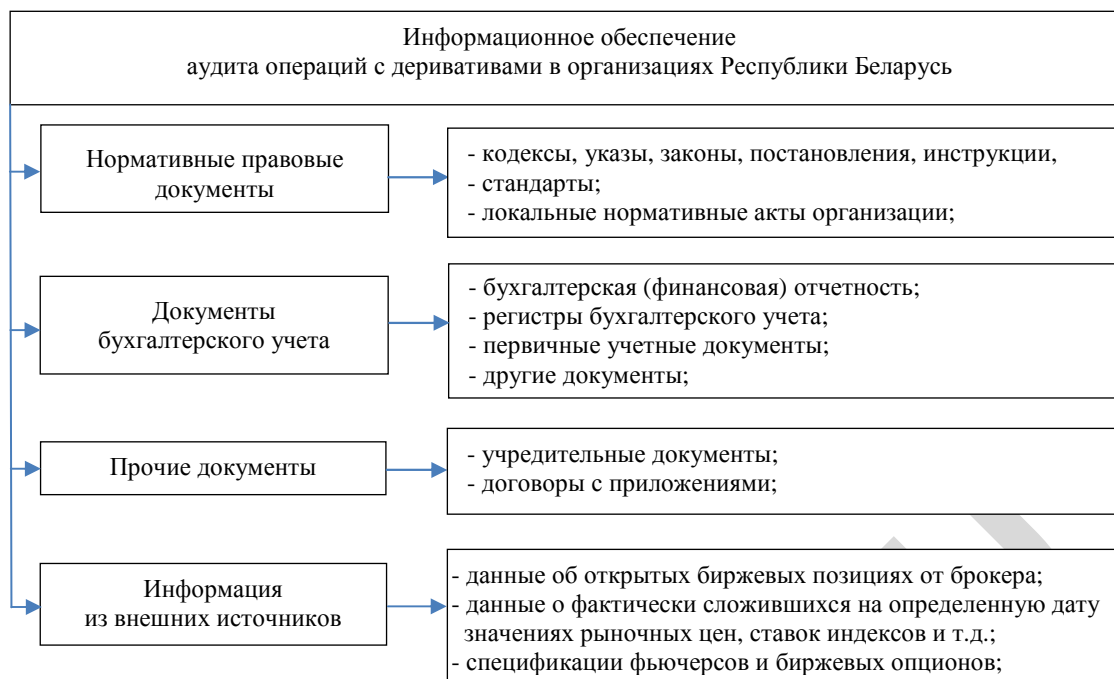 Информационное обеспечение
аудита операций с деривативами в организациях Республики Беларусь
Нормативные правовые
документы
- кодексы, указы, законы, постановления, инструкции,
- стандарты;
- локальные нормативные акты организации;
Документы
бухгалтерского учета
- бухгалтерская (финансовая) отчетность;
- регистры бухгалтерского учета;
- первичные учетные документы;
- другие документы;
Прочие документы
- учредительные документы;
- договоры с приложениями;
Информация
из внешних источников
- данные об открытых биржевых позициях от брокера;
- данные о фактически сложившихся на определенную дату
значениях рыночных цен, ставок индексов и т.д.;
- спецификации фьючерсов и биржевых опционов;